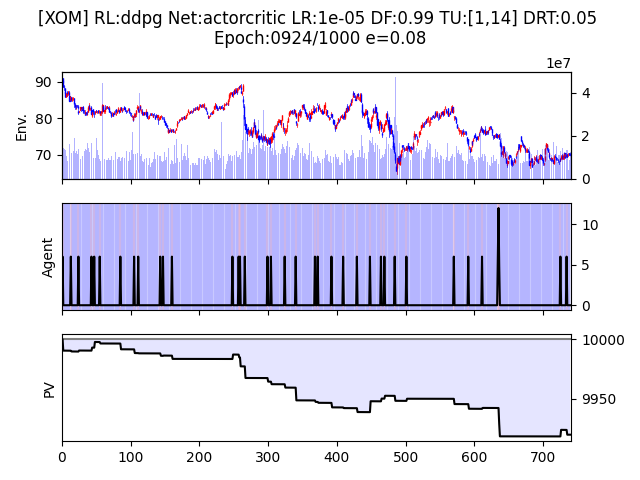 [XOM] RL:ddpg Net:actorcritic LR:1e-05 DF:0.99 TU:[1,14] DRT:0.05
Epoch:0924/1000 e=0.08
1e7
90
80
70
Env.
4
2
0
Agent
10
5
0
PV
10000
9950
0 100 200 300 400 500 600 700